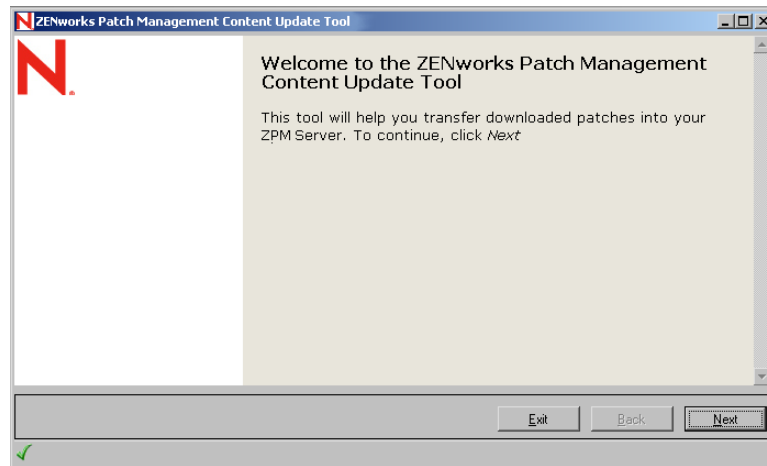 ZENworks Patch Management Content Update Tool
N
Welcome to the ZENworks Patch Management
Content Update Tool
This tool will help you transfer downloaded patches into your
ZPM Server. To continue, click Next
Exit
Back
Next